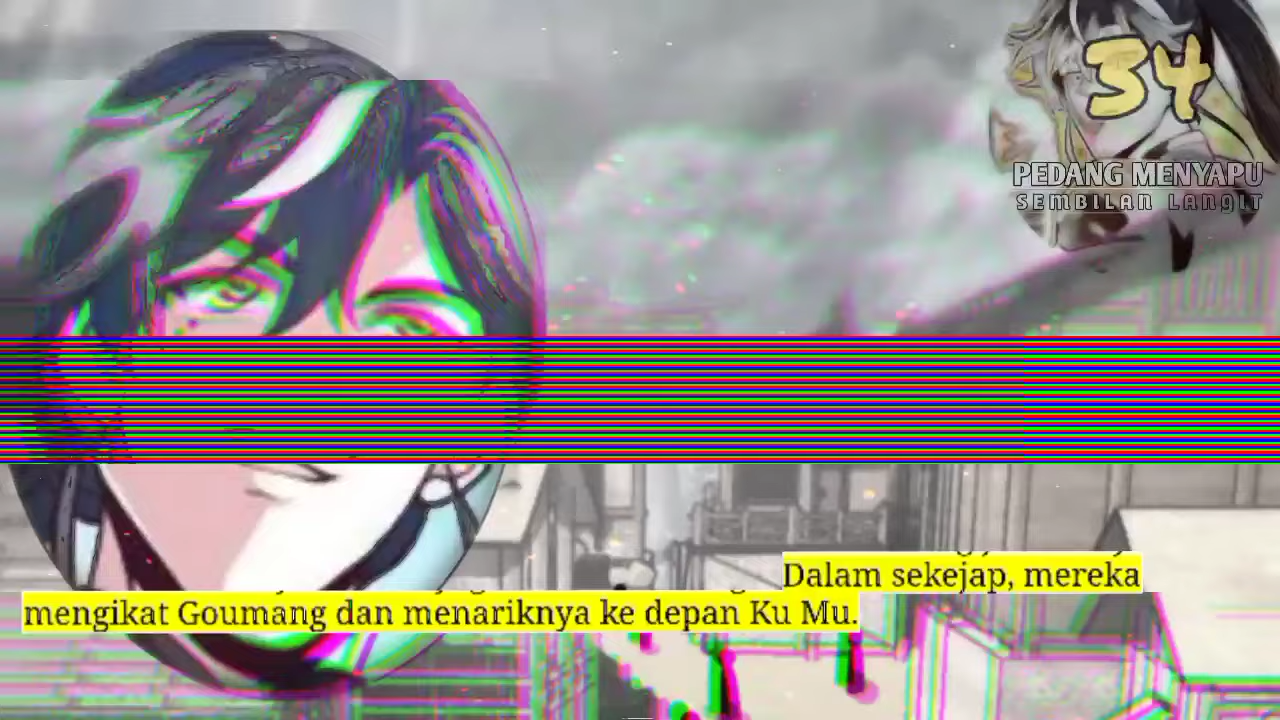 34
PEDANG MENYAPU
SEMBILAN LANGIT
Dalam sekejap, mereka
mengikat Goumang dan menariknya ke depan Ku Mu.